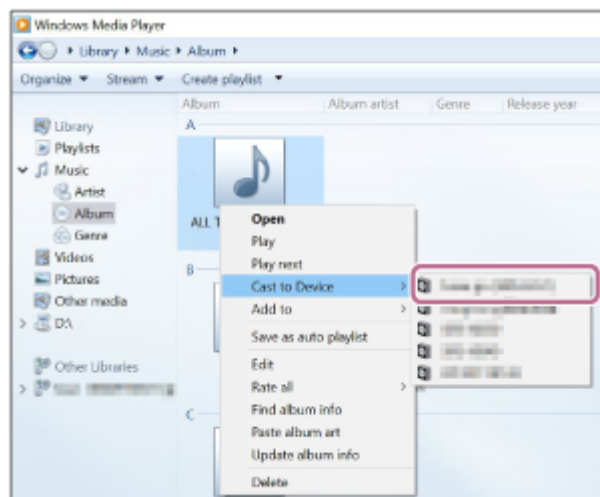 Windows Media Player
Library Music Album
Organize Stream Create playlist
Album Album artist Genre Release year
Library
Playlists
Music
Artist
Album
Genre
Videos
Pictures
Other media
D:\
Other Libraries
A
ALL
B
C
Open
Play
Play next
Cast to Device
Add to
Save as auto playlist
Edit
Rate all
Find album info
Paste album art
Update album info
Delete